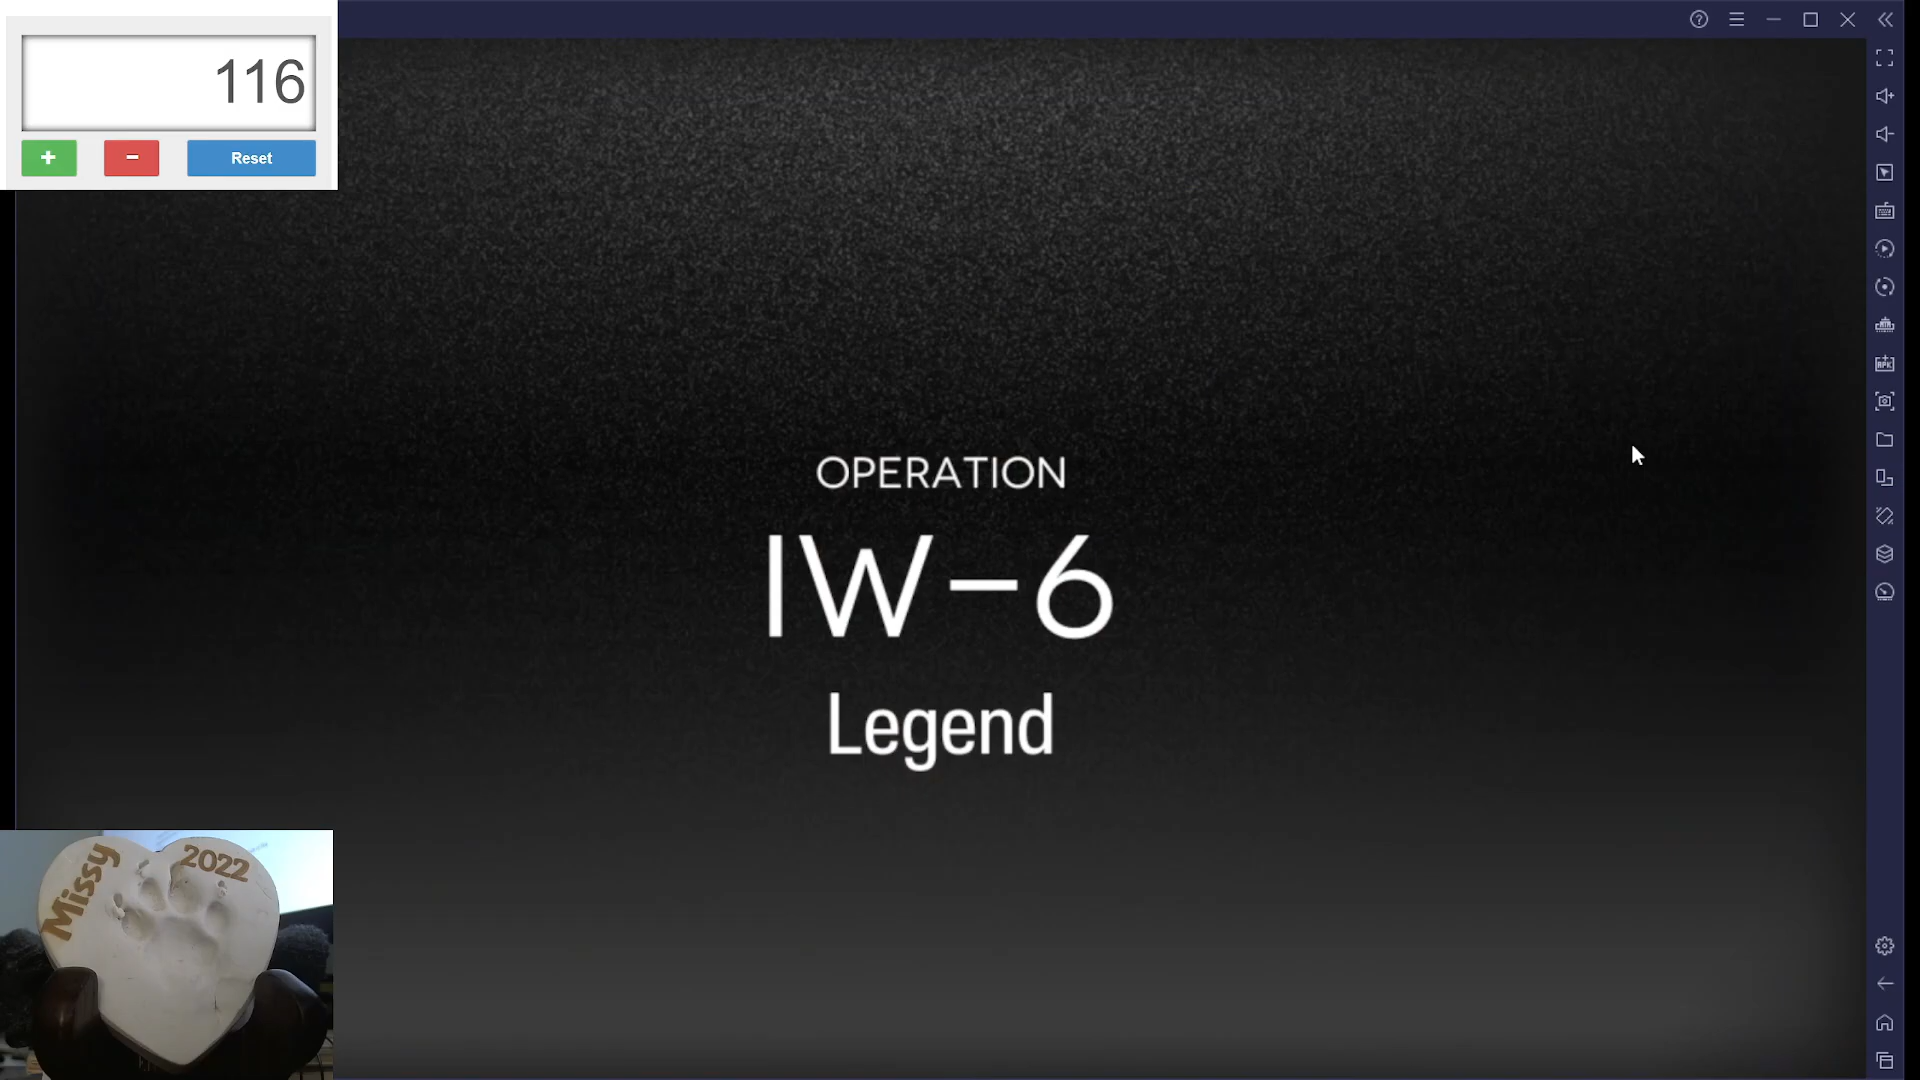 116
+
-
Reset
OPERATION
IW-6
Legend
Missy
2022